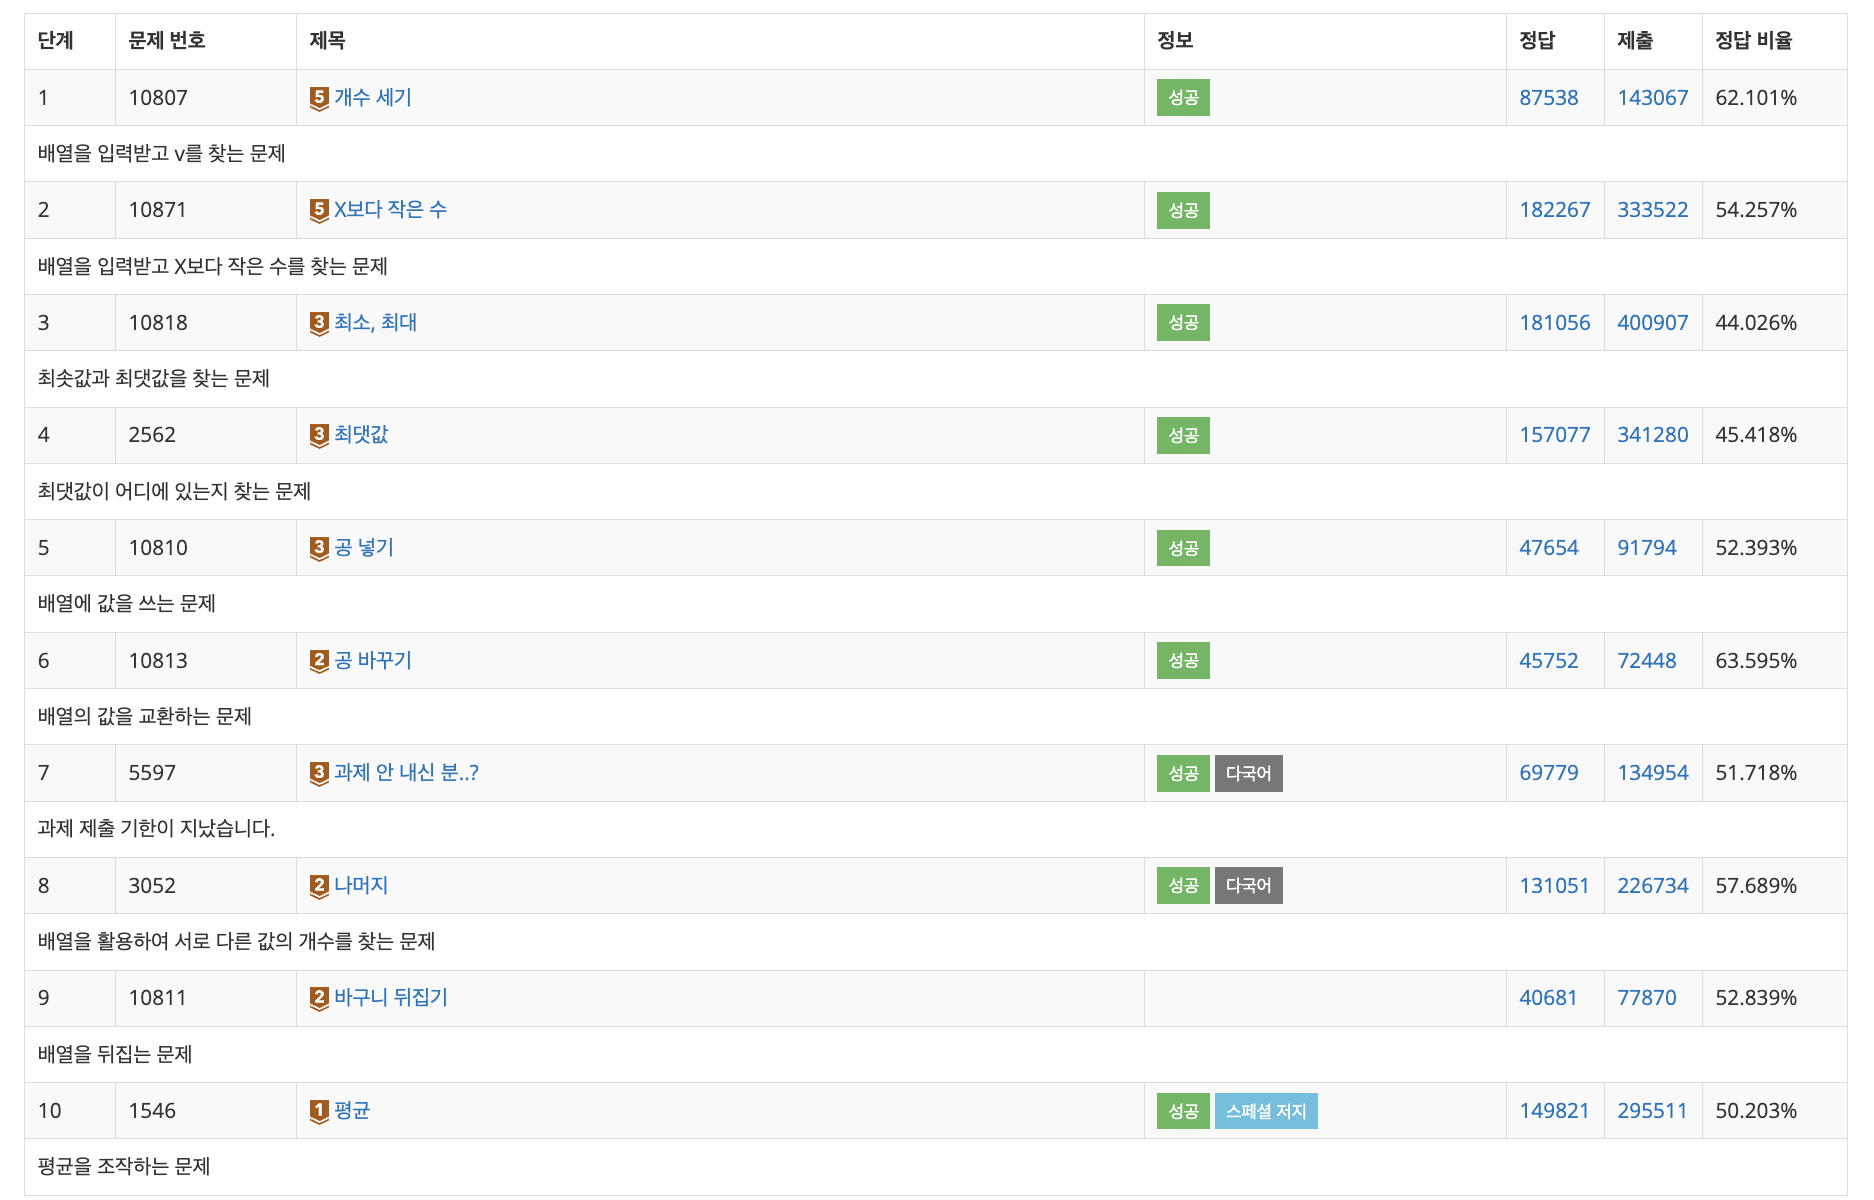 단계 문제 번호 제목 정보 정답 제출 정답 비율
1 10807 5 개수 세기 성공 87538 143067 62.101%
배열을 입력받고 v를 찾는 문제
2 10871 5 X보다 작은 수 성공 182267 333522 54.257%
배열을 입력받고 X보다 작은 수를 찾는 문제
3 10818 3 최소, 최대 성공 181056 400907 44.026%
최솟값과 최댓값을 찾는 문제
4 2562 3 최댓값 성공 157077 341280 45.418%
최댓값이 어디에 있는지 찾는 문제
5 10810 3 공 넣기 성공 47654 91794 52.393%
배열에 값을 쓰는 문제
6 10813 2 공 바꾸기 성공 45752 72448 63.595%
배열의 값을 교환하는 문제
7 5597 3 과제 안 내신 분..? 성공 다국어 69779 134954 51.718%
과제 제출 기한이 지났습니다.
8 3052 2 나머지 성공 다국어 131051 226734 57.689%
배열을 활용하여 서로 다른 값의 개수를 찾는 문제
9 10811 2 바구니 뒤집기 40681 77870 52.839%
배열을 뒤집는 문제
10 1546 1 평균 성공 스페셜 저지 149821 295511 50.203%
평균을 조작하는 문제